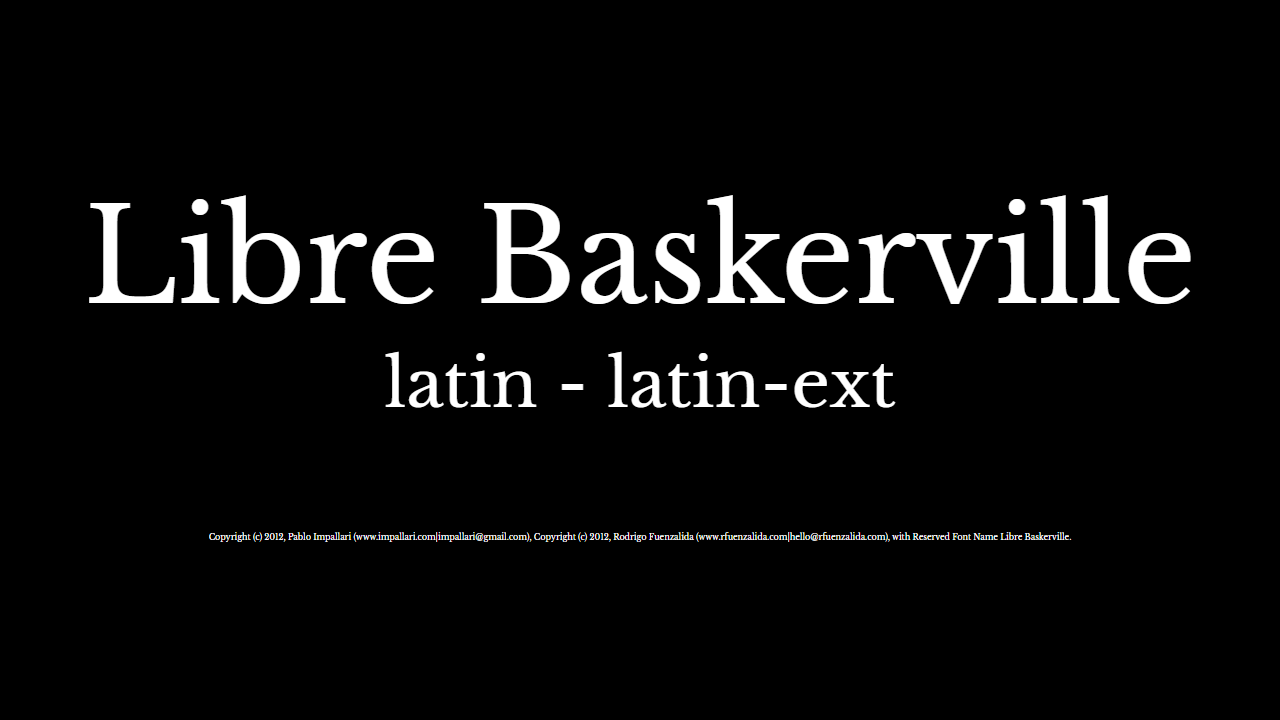 Libre Baskerville
latin - latin-ext
Copyright (c) 2012, Pablo Impallari (www.impallari.com|impallari@gmail.com), Copyright (c) 2012, Rodrigo Fuenzalida (www.rfuenzalida.com|hello@rfuenzalida.com), with Reserved Font Name Libre Baskerville.